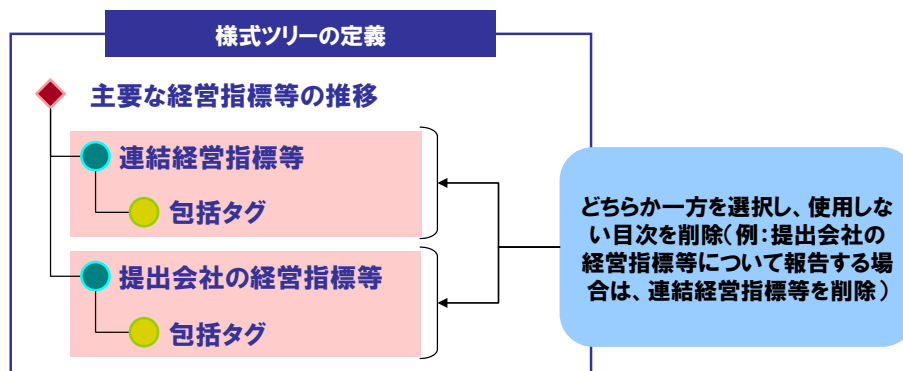 様式ツリーの定義
主要な経営指標等の推移
連結経営指標等
包括タグ
提出会社の経営指標等
包括タグ
どちらか一方を選択し、使用しな
い目次を削除（例：提出会社の
経営指標等について報告する場
合は、連結経営指標等を削除）